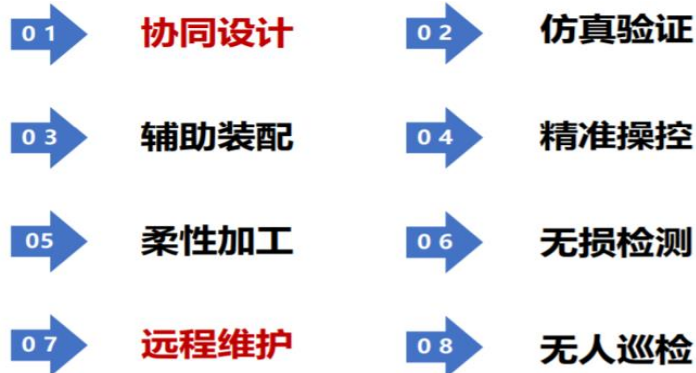 01 协同设计
02 仿真验证
03 辅助装配
04 精准操控
05 柔性加工
06 无损检测
07 远程维护
08 无人巡检